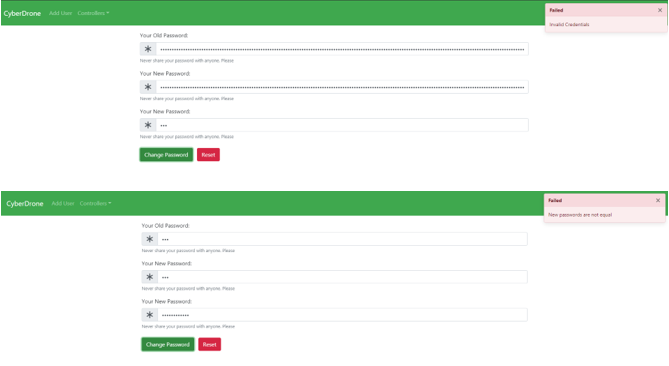 CyberDrone Add User Controllers
Failed
Invalid Credentials
Your Old Password:
Never share your password with anyone. Please
Your New Password:
Never share your password with anyone. Please
Your New Password:
Never share your password with anyone. Please
Change Password Reset
CyberDrone Add User Controllers
Failed
New passwords are not equal
Your Old Password:
Never share your password with anyone. Please
Your New Password:
Never share your password with anyone. Please
Your New Password:
Never share your password with anyone. Please
Change Password Reset